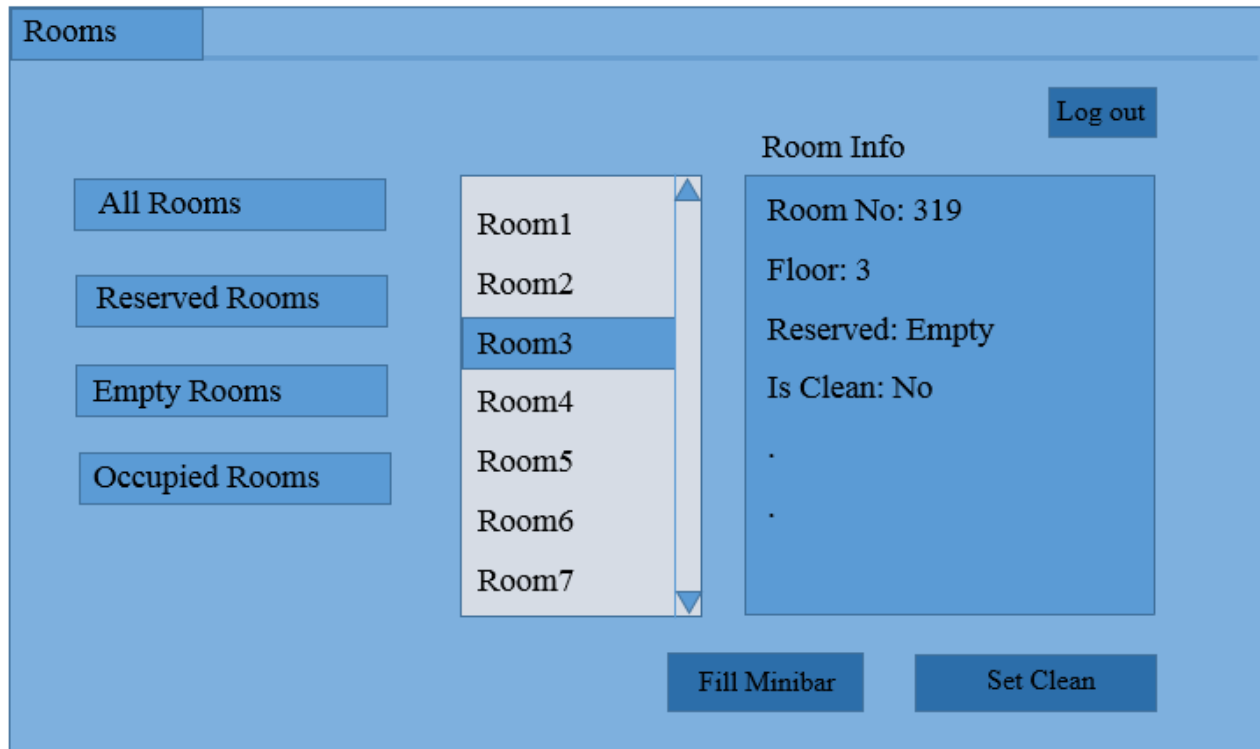 Rooms
Log out
All Rooms
Reserved Rooms
Empty Rooms
Occupied Rooms
Room1
Room2
Room3
Room4
Room5
Room6
Room7
Room Info
Room No: 319
Floor: 3
Reserved: Empty
Is Clean: No
.
.
Fill Minibar
Set Clean